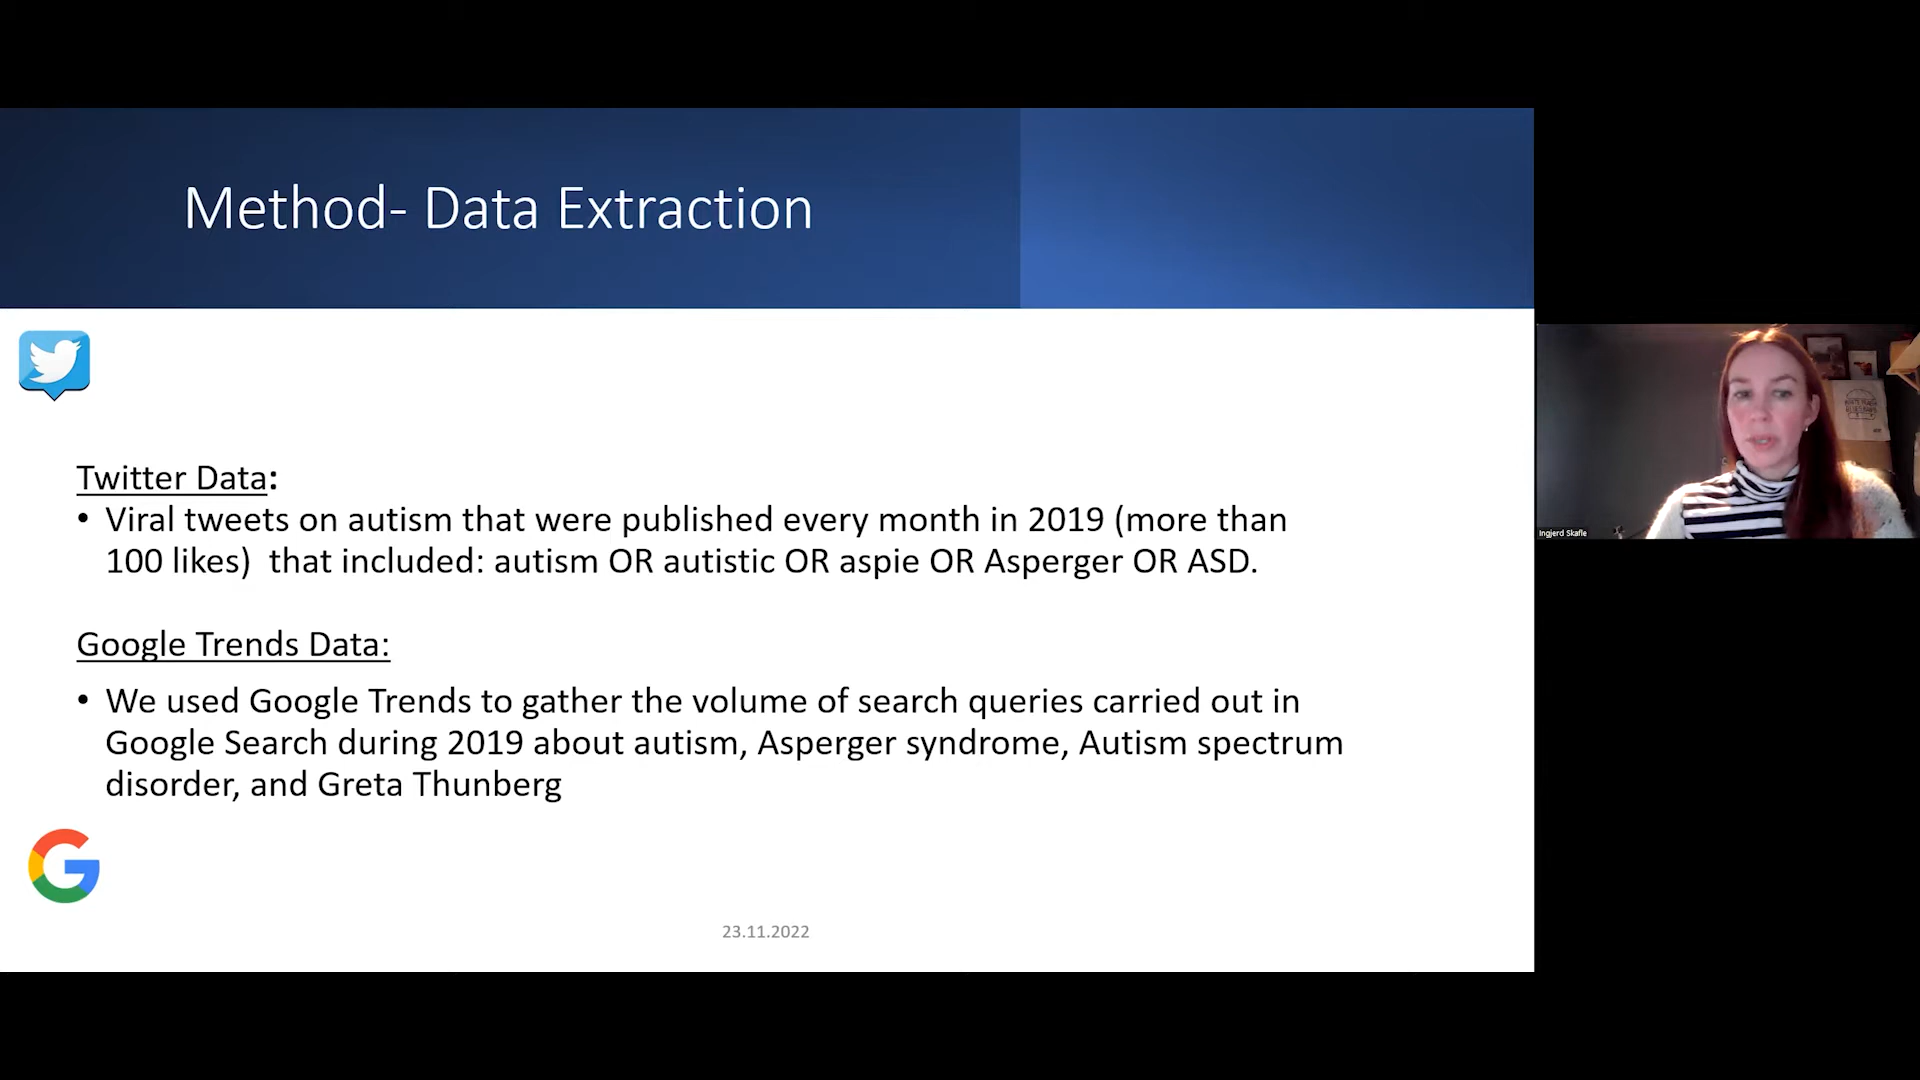 Method- Data Extraction
Twitter Data:
• Viral tweets on autism that were published every month in 2019 (more than
100 likes)  that included: autism OR autistic OR aspie OR Asperger OR ASD.
Google Trends Data:
• We used Google Trends to gather the volume of search queries carried out in
Google Search during 2019 about autism, Asperger syndrome, Autism spectrum
disorder, and Greta Thunberg
23.11.2022
Ingjerd Skafle